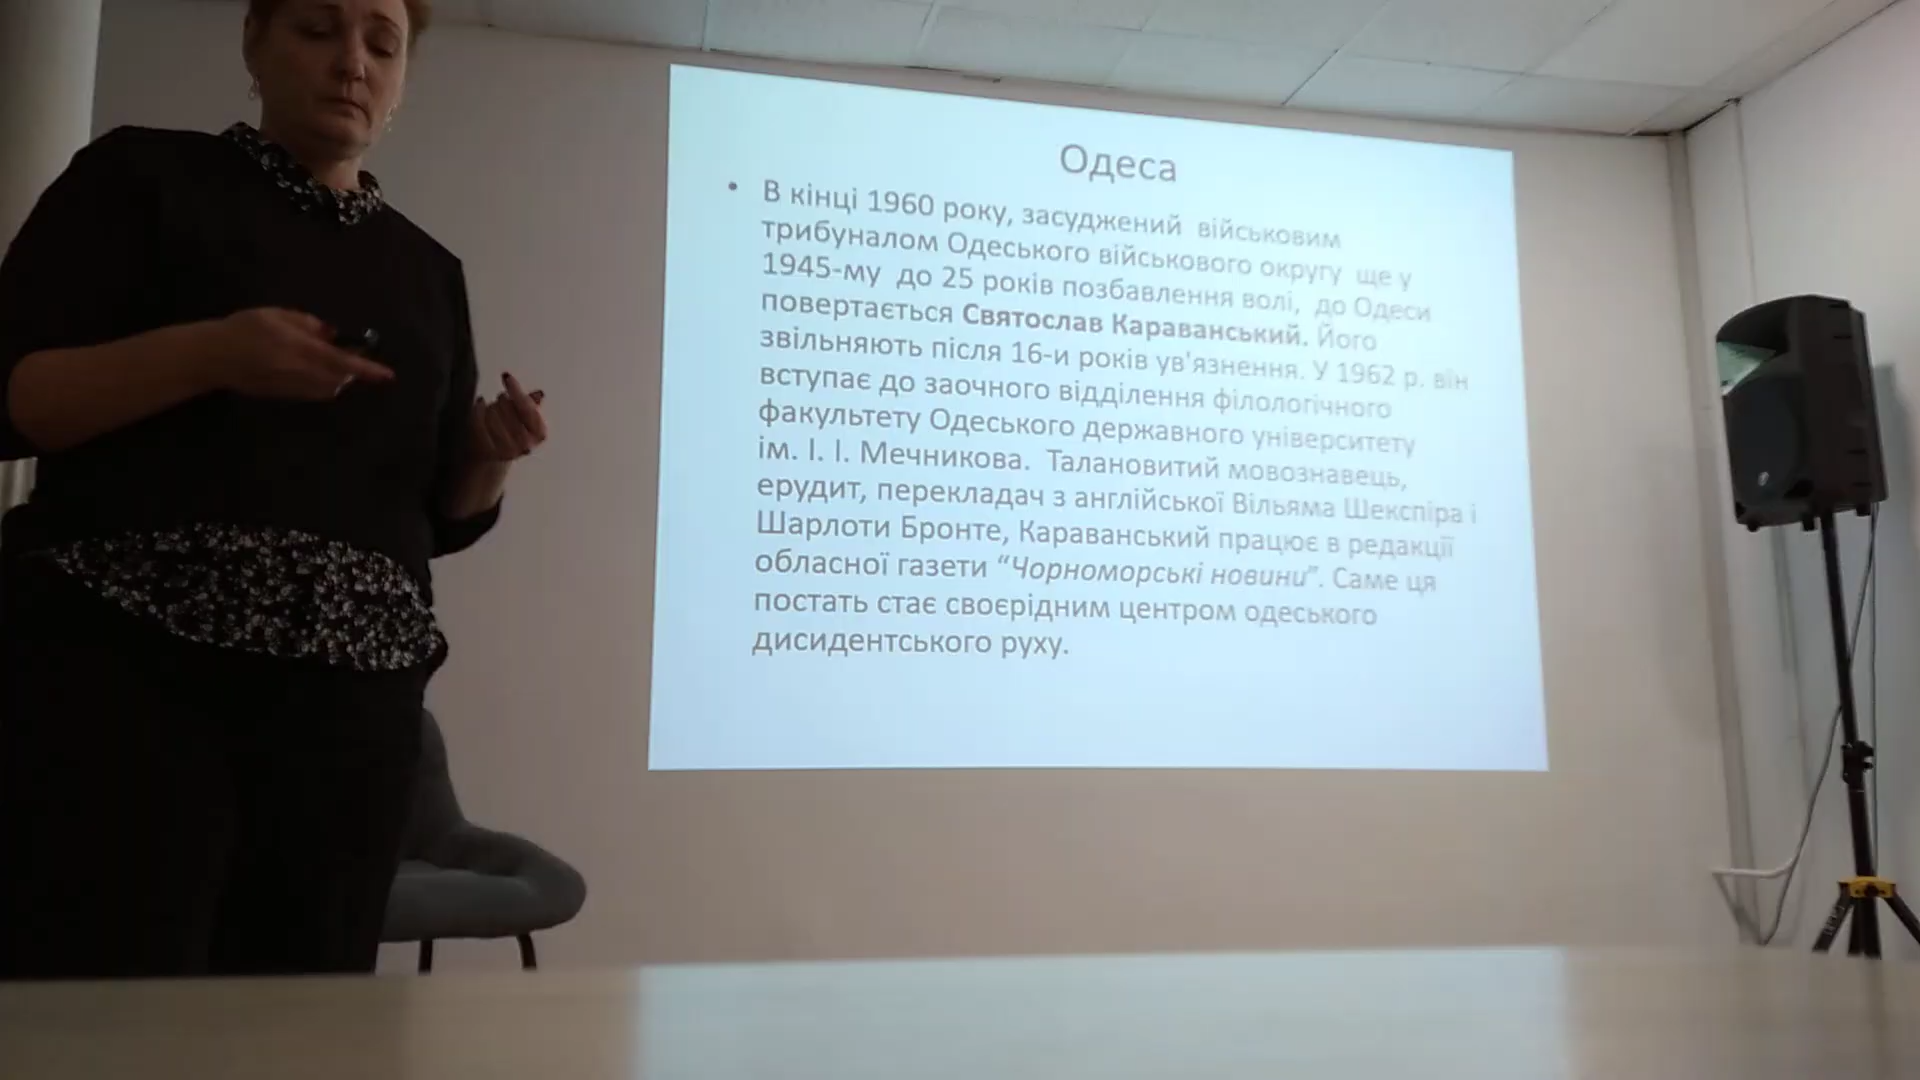 Одеса
• В кінці 1960 року, засуджений військовим
трибуналом Одеського військового округу ще у
1945-му до 25 років позбавлення волі, до Одеси
повертається Святослав Караванський. Його
звільняють після 16-и років ув'язнення. У 1962 р. він
вступає до заочного відділення філологічного
факультету Одеського державного університету
ім. І. І. Мечникова. Талановитий мовознавець,
ерудит, перекладач з англійської Вільяма Шекспіра і
Шарлоти Бронте, Караванський працює в редакції
обласної газети “Чорноморські новини”. Саме ця
постать стає своєрідним центром одеського
дисидентського руху.